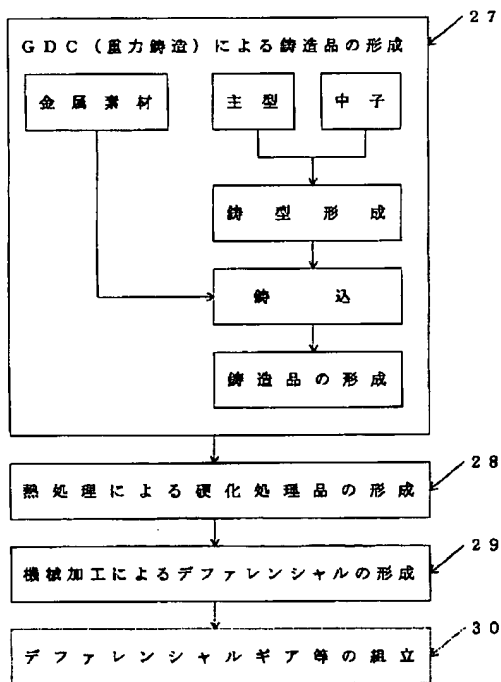 27
GDC(重力鋳造)による鋳造品の形成
金属素材
主型
中子
鋳型形成
鋳込
鋳造品の形成
28
熱処理による硬化処理品の形成
29
機械加工によるデファレンシャルの形成
30
デファレンシャルギア等の組立